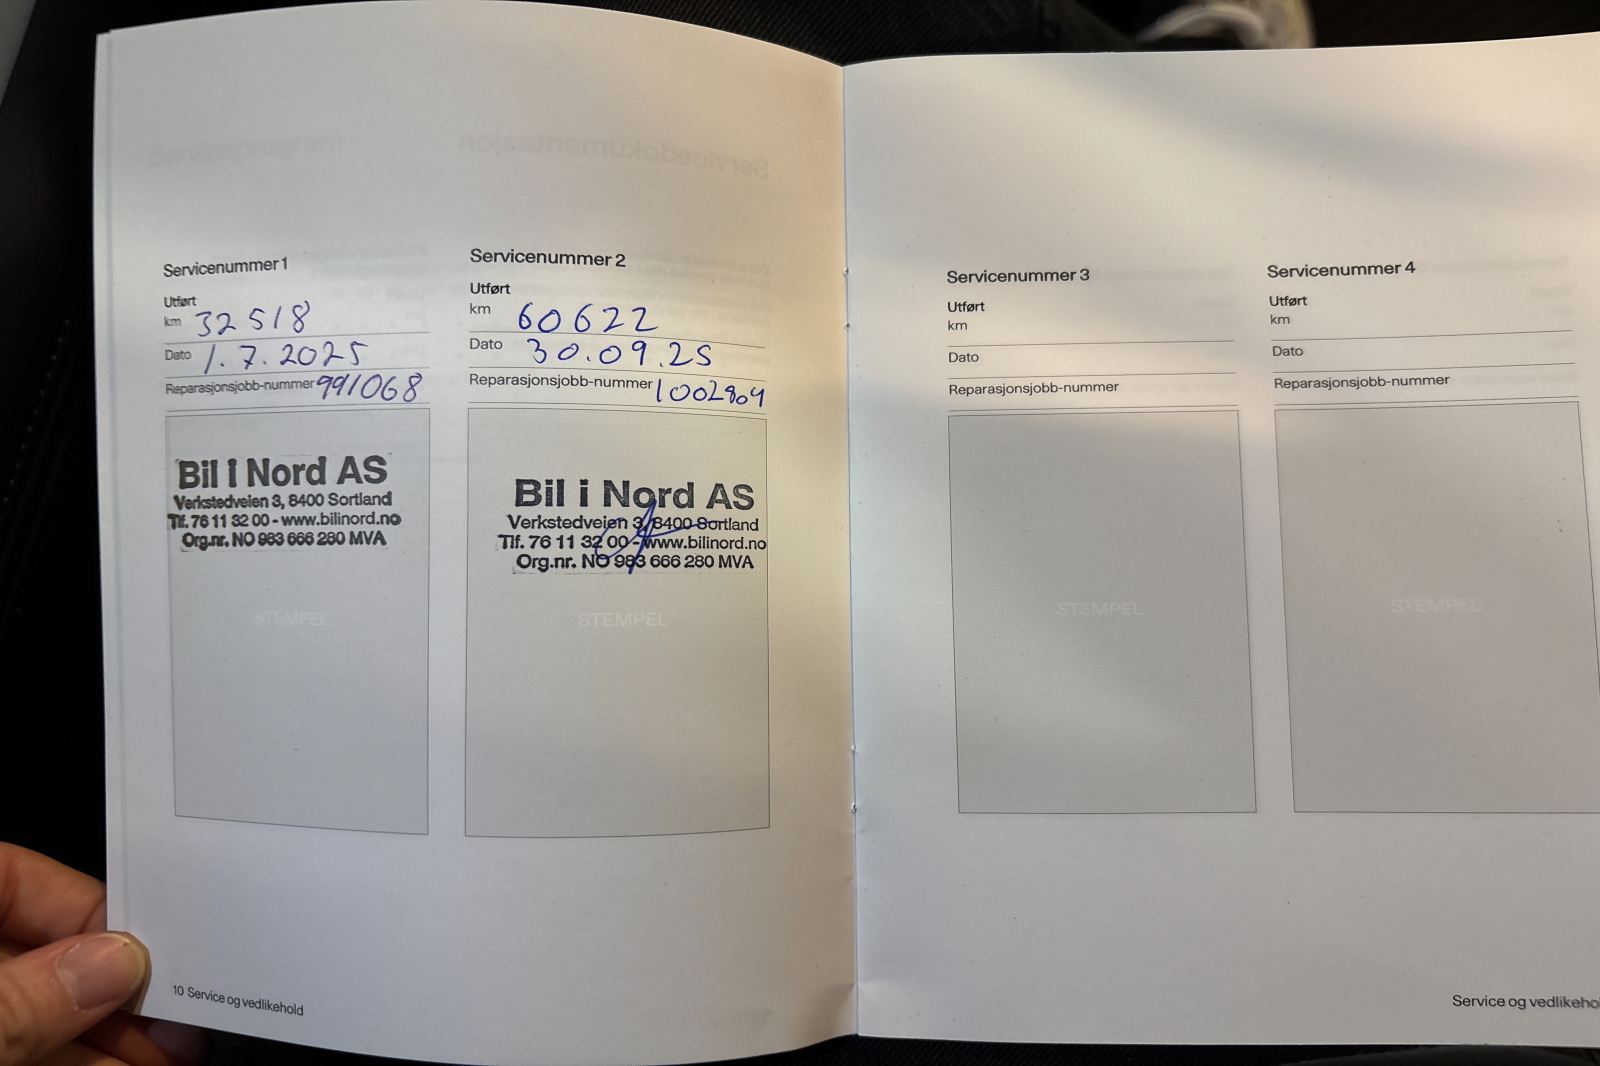 Servicenummer 1
Utført
km 32518
Dato 1.7.2025
Reparasjonsjobb-nummer 991068
Bil i Nord AS
Verkstedveien 3, 8400 Sortland
Tlf. 76 11 32 00 - www.bilinord.no
Org.nr. NO 983 666 280 MVA
STEMPEL
Servicenummer 2
Utført
km 60622
Dato 30.09.25
Reparasjonsjobb-nummer 1002804
Bil i Nord AS
Verkstedveien 3, 8400 Sortland
Tlf. 76 11 32 00 - www.bilinord.no
Org.nr. NO 983 666 280 MVA
STEMPEL
10 Service og vedlikehold
Servicenummer 3
Utført
km
Dato
Reparasjonsjobb-nummer
STEMPEL
Servicenummer 4
Utført
km
Dato
Reparasjonsjobb-nummer
STEMPEL
Service og vedlikeho